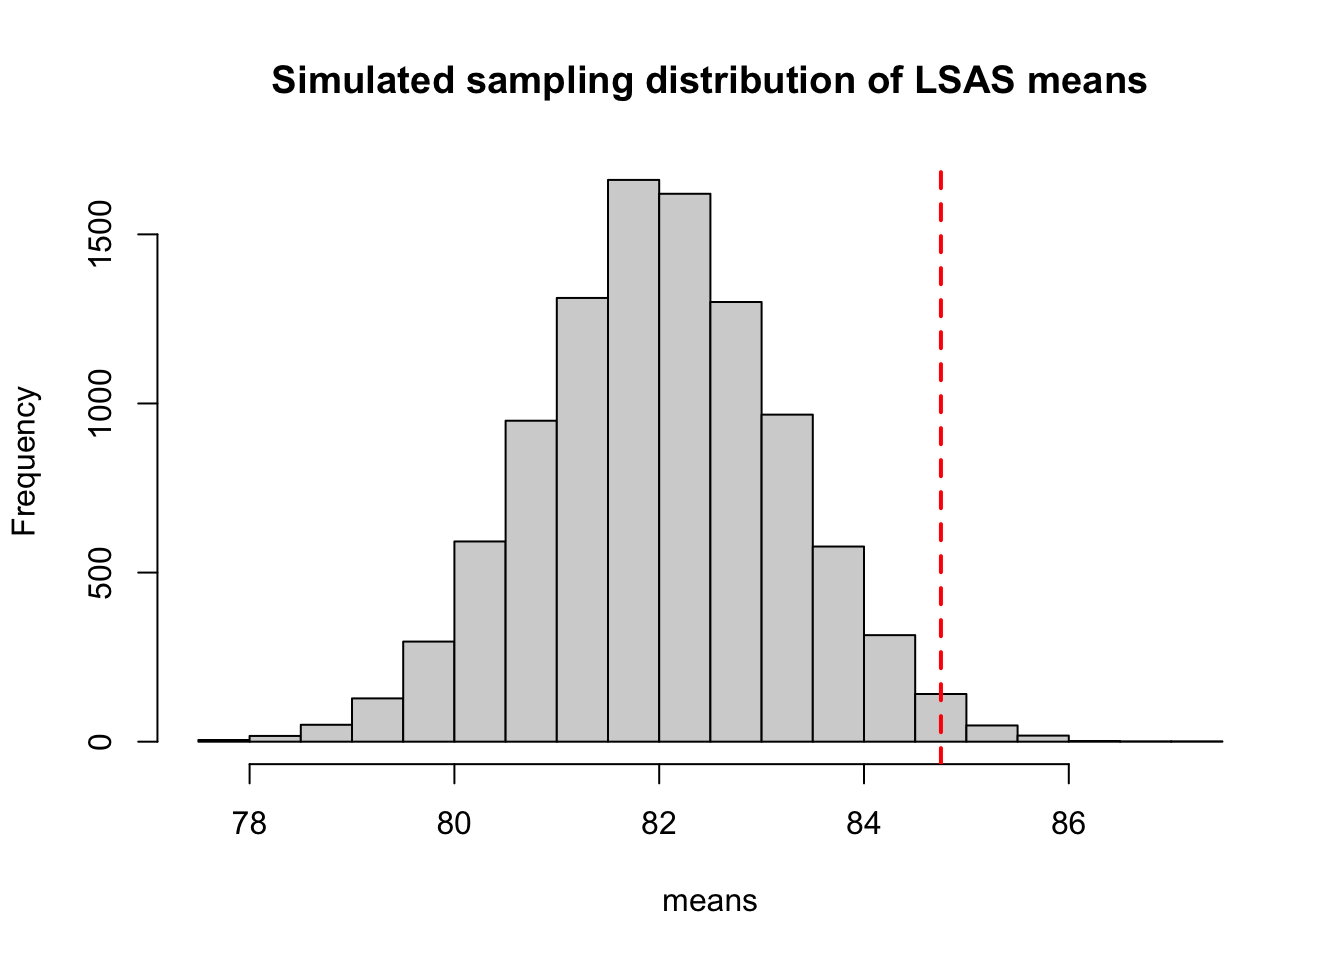 Simulated sampling distribution of LSAS means
Frequency
1500
1000
500
0
78 80 82 84 86
means